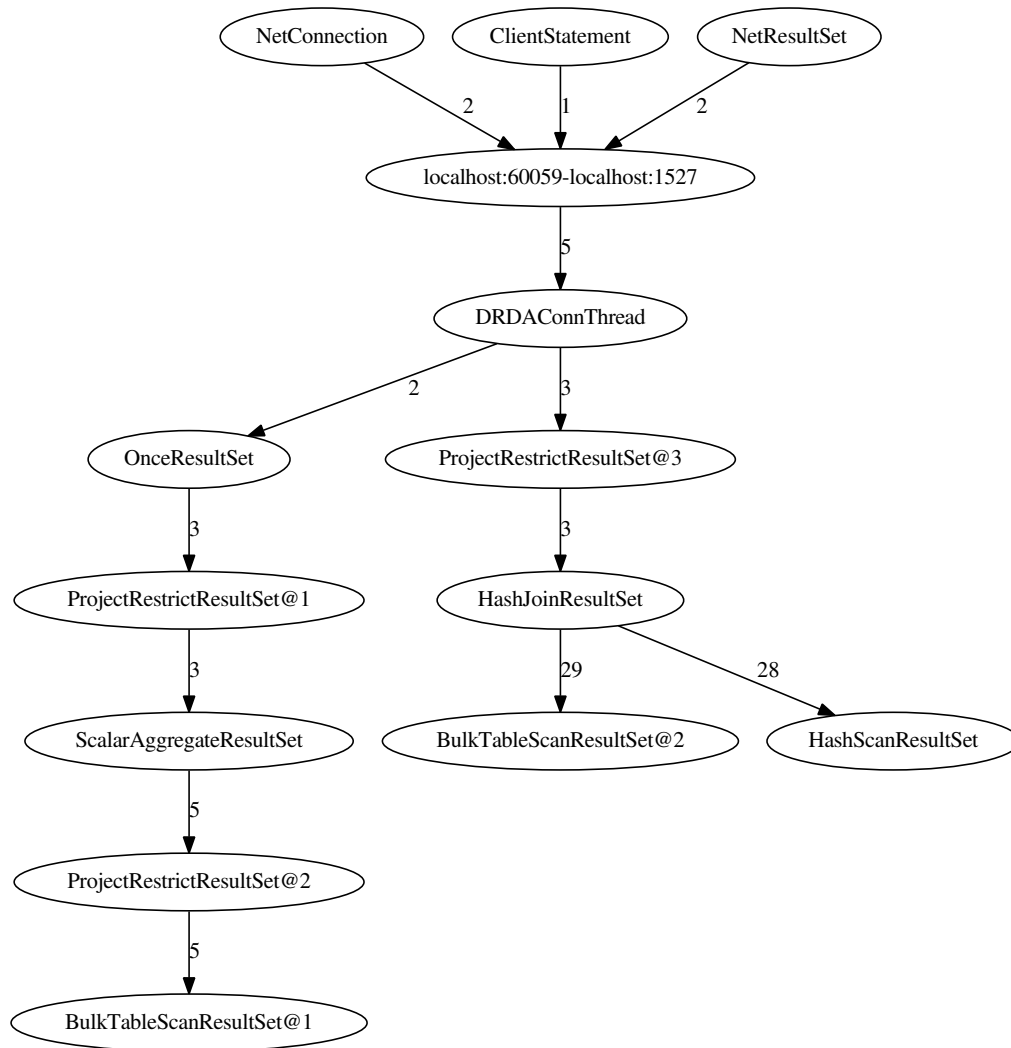 NetConnection
ClientStatement
NetResultSet
2
1
2
localhost:60059-localhost:1527
5
DRDAConnThread
2
3
OnceResultSet
ProjectRestrictResultSet@3
3
3
ProjectRestrictResultSet@1
HashJoinResultSet
3
29
28
ScalarAggregateResultSet
BulkTableScanResultSet@2
HashScanResultSet
5
ProjectRestrictResultSet@2
5
BulkTableScanResultSet@1